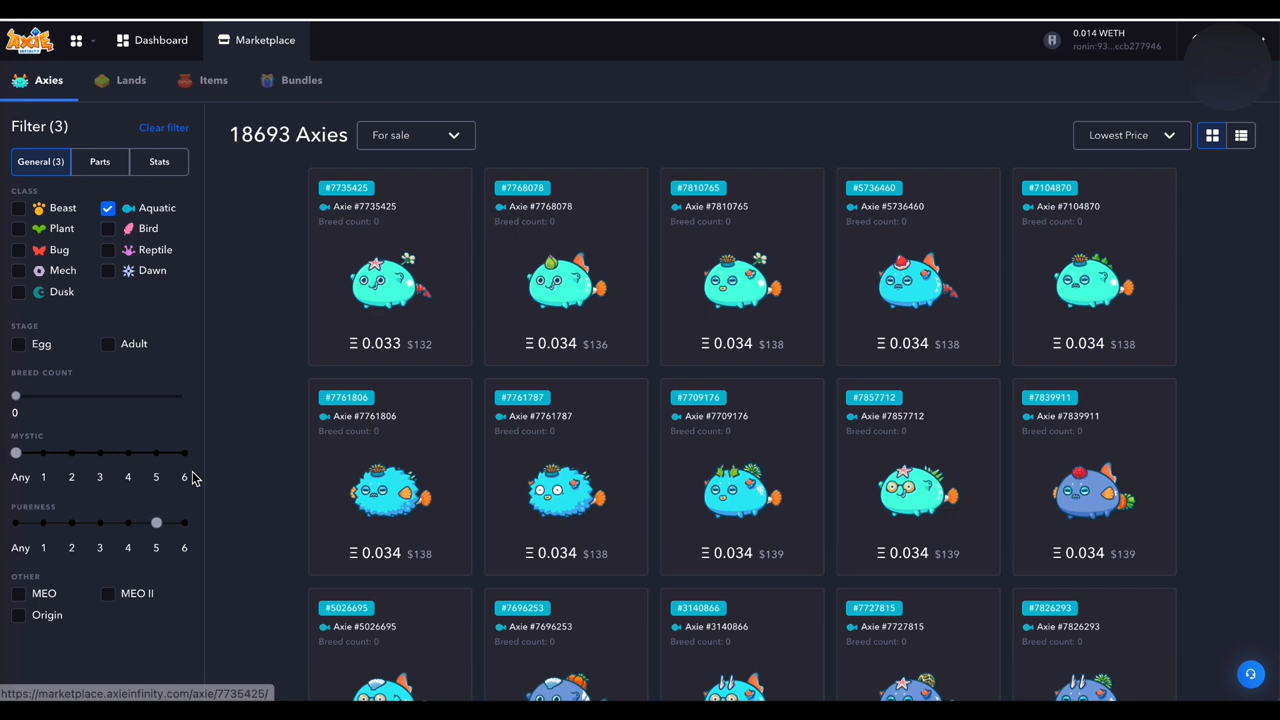 AXIE
INFINITY
Dashboard
Marketplace
0.014 WETH
ronin:93...ccb277946
Axies
Lands
Items
Bundles
Filter (3)
Clear filter
General (3)
Parts
Stats
CLASS
Beast
Aquatic
Plant
Bird
Bug
Reptile
Mech
Dawn
Dusk
STAGE
Egg
Adult
BREED COUNT
0
MYSTIC
Any 1 2 3 4 5 6
PURENESS
Any 1 2 3 4 5 6
OTHER
MEO
MEO II
Origin
18693 Axies
For sale
Lowest Price
#7735425
Axie #7735425
Breed count: 0
Ξ 0.033 $132
#7768078
Axie #7768078
Breed count: 0
Ξ 0.034 $136
#7810765
Axie #7810765
Breed count: 0
Ξ 0.034 $138
#5736460
Axie #5736460
Breed count: 0
Ξ 0.034 $138
#7104870
Axie #7104870
Breed count: 0
Ξ 0.034 $138
#7761806
Axie #7761806
Breed count: 0
Ξ 0.034 $138
#7761787
Axie #7761787
Breed count: 0
Ξ 0.034 $138
#7709176
Axie #7709176
Breed count: 0
Ξ 0.034 $139
#7857712
Axie #7857712
Breed count: 0
Ξ 0.034 $139
#7839911
Axie #7839911
Breed count: 0
Ξ 0.034 $139
#5026695
Axie #5026695
Breed count: 0
#7696253
Axie #7696253
Breed count: 0
#3140866
Axie #3140866
Breed count: 0
#7727815
Axie #7727815
Breed count: 0
#7826293
Axie #7826293
Breed count: 0
https://marketplace.axieinfinity.com/axie/7735425/